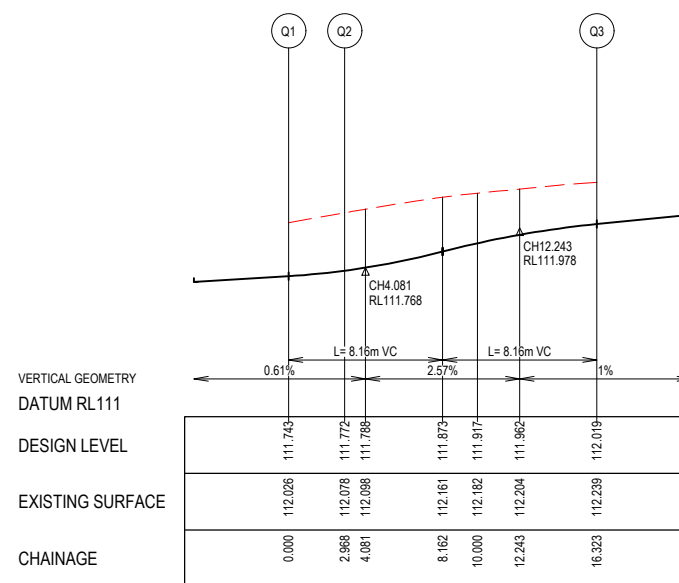 Q1 Q2 Q3
CH12.243
RL111.978
CH4.081
RL111.768
L= 8.16m VC L= 8.16m VC
VERTICAL GEOMETRY 0.61% 2.57% 1%
DATUM RL111
DESIGN LEVEL 111.743 111.772 111.788 111.873 111.917 111.962 112.019
EXISTING SURFACE 112.026 112.078 112.098 112.161 112.182 112.204 112.239
CHAINAGE 0.000 2.968 4.081 8.162 10.000 12.243 16.323